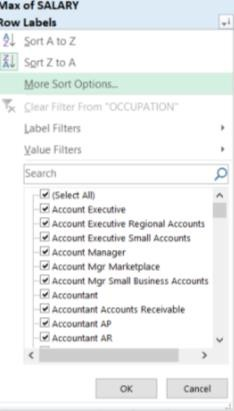 Max of SALARY
Row Labels
Sort A to Z
Sort Z to A
More Sort Options...
Clear Filter From "OCCUPATION"
Label Filters
Value Filters
Search
(Select All)
Account Executive
Account Executive Regional Accounts
Account Executive Small Accounts
Account Manager
Account Mgr Marketplace
Account Mgr Small Business Accounts
Accountant
Accountant Accounts Receivable
Accountant AP
Accountant AR
OK Cancel